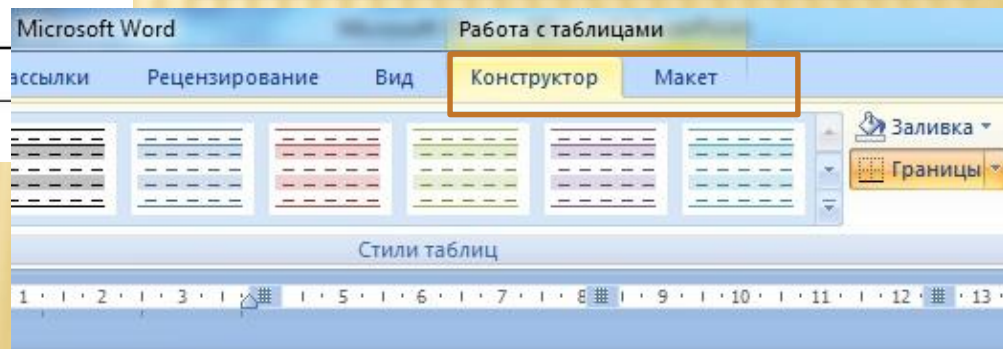 Microsoft Word Работа с таблицами
ассылки Рецензирование Вид Конструктор Макет
Заливка
Границы
Стили таблиц
1 2 3 5 6 7 8 9 10 11 12 13